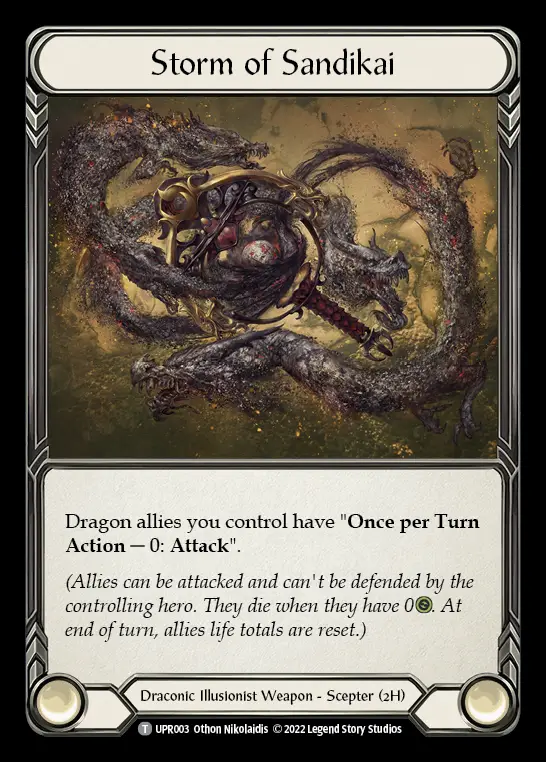 Storm of Sandikai
Dragon allies you control have "Once per Turn
Action — 0: Attack".
(Allies can be attacked and can't be defended by the
controlling hero. They die when they have 0. At
end of turn, allies life totals are reset.)
Draconic Illusionist Weapon - Scepter (2H)
T UPR003 Othon Nikolaidis © 2022 Legend Story Studios